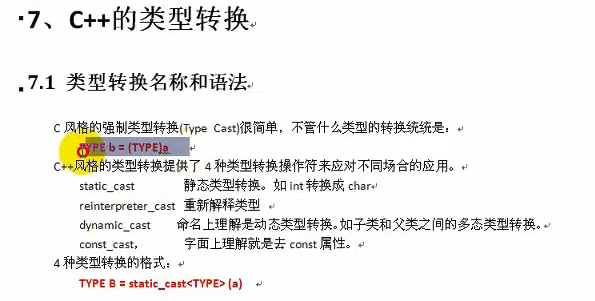 7、C++的类型转换
7.1 类型转换名称和语法
C 风格的强制类型转换(Type Cast)很简单，不管什么类型的转换统统是：
TYPE b = (TYPE)a
C++风格的类型转换提供了 4 种类型转换操作符来应对不同场合的应用。
static_cast 静态类型转换。如 int 转换成 char
reinterpreter_cast 重新解释类型
dynamic_cast 命名上理解是动态类型转换。如子类和父类之间的多态类型转换。
const_cast， 字面上理解就是去 const 属性。
4 种类型转换的格式：
TYPE B = static_cast<TYPE> (a)